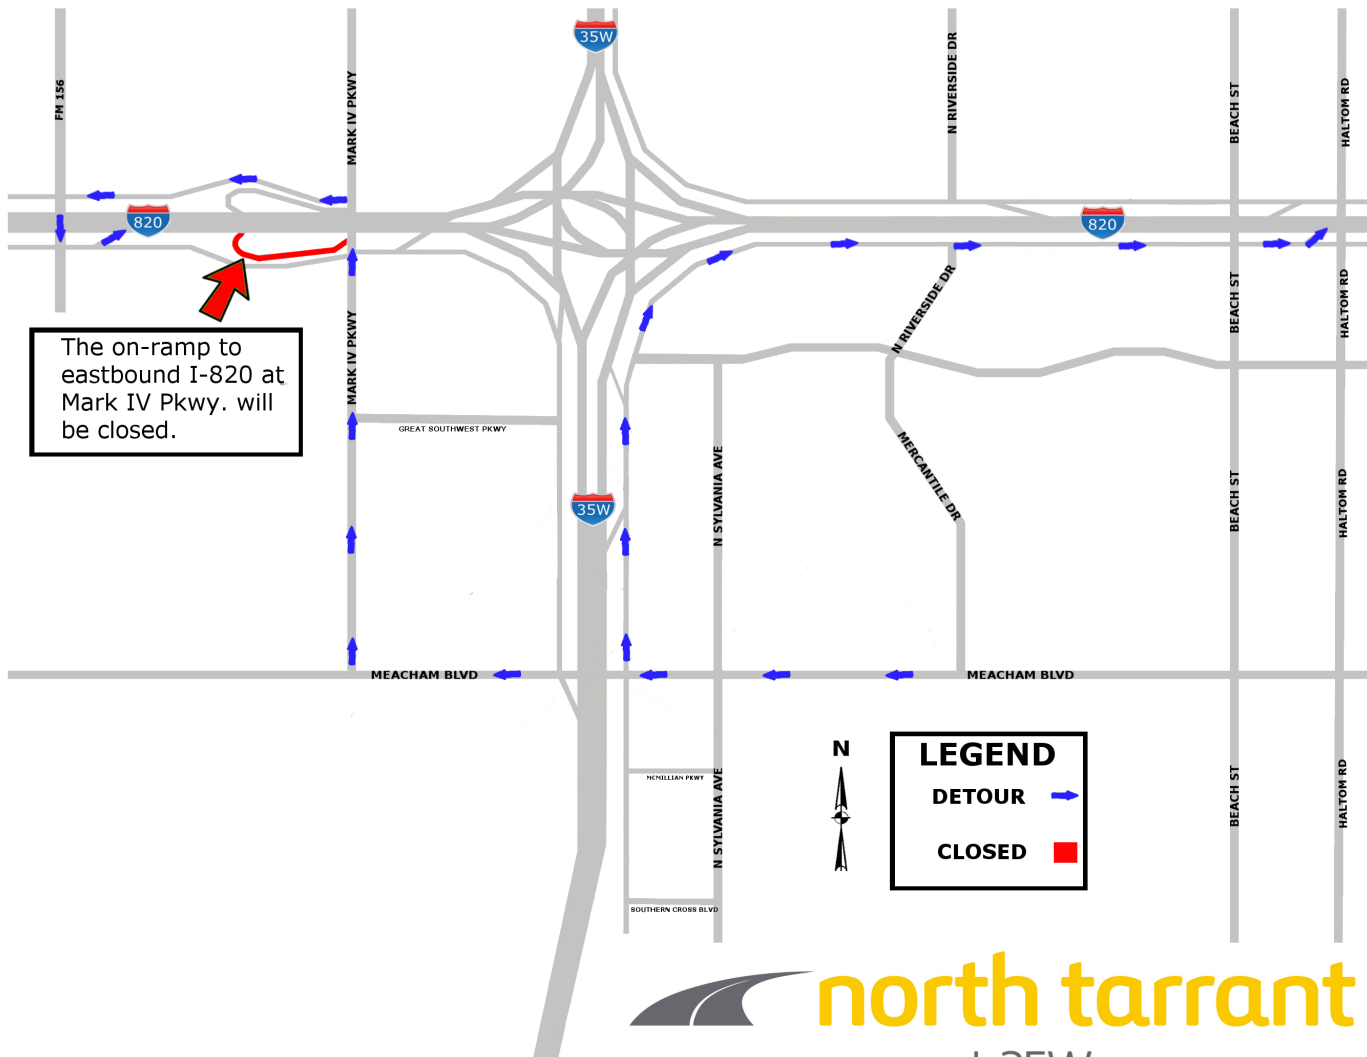 35W
FM 156
MARK IV PKWY
N RIVERSIDE DR
BEACH ST
HALTOM RD
820
820
N RIVERSIDE DR
BEACH ST
HALTOM RD
The on-ramp to
eastbound I-820 at
Mark IV Pkwy. will
be closed.
MARK IV PKWY
GREAT SOUTHWEST PKWY
35W
N SYLVANIA AVE
MERCANTILE DR
BEACH ST
HALTOM RD
MEACHAM BLVD
MEACHAM BLVD
MCMILLIAN PKWY
N SYLVANIA AVE
SOUTHERN CROSS BLVD
BEACH ST
HALTOM RD
N
LEGEND
DETOUR
CLOSED
north tarrant